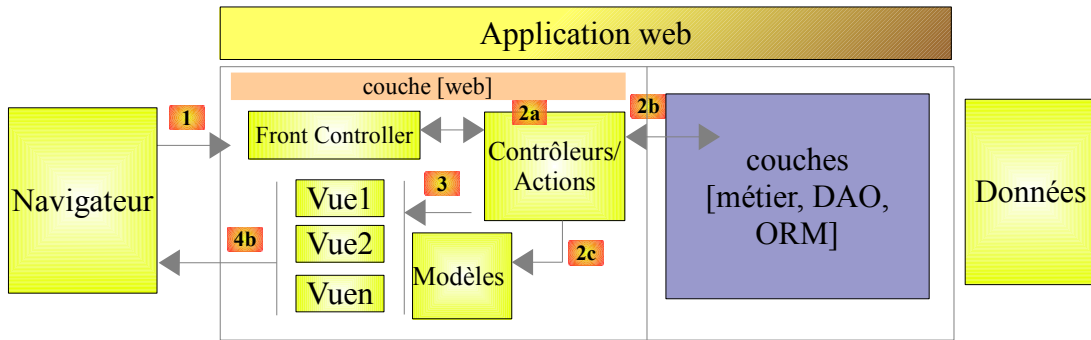 Application web
couche [web]
1
2a
2b
Front Controller
Contrôleurs/
Actions
couches
[métier, DAO,
ORM]
Navigateur
Données
3
Vue1
Vue2
Vuen
4b
2c
Modèles